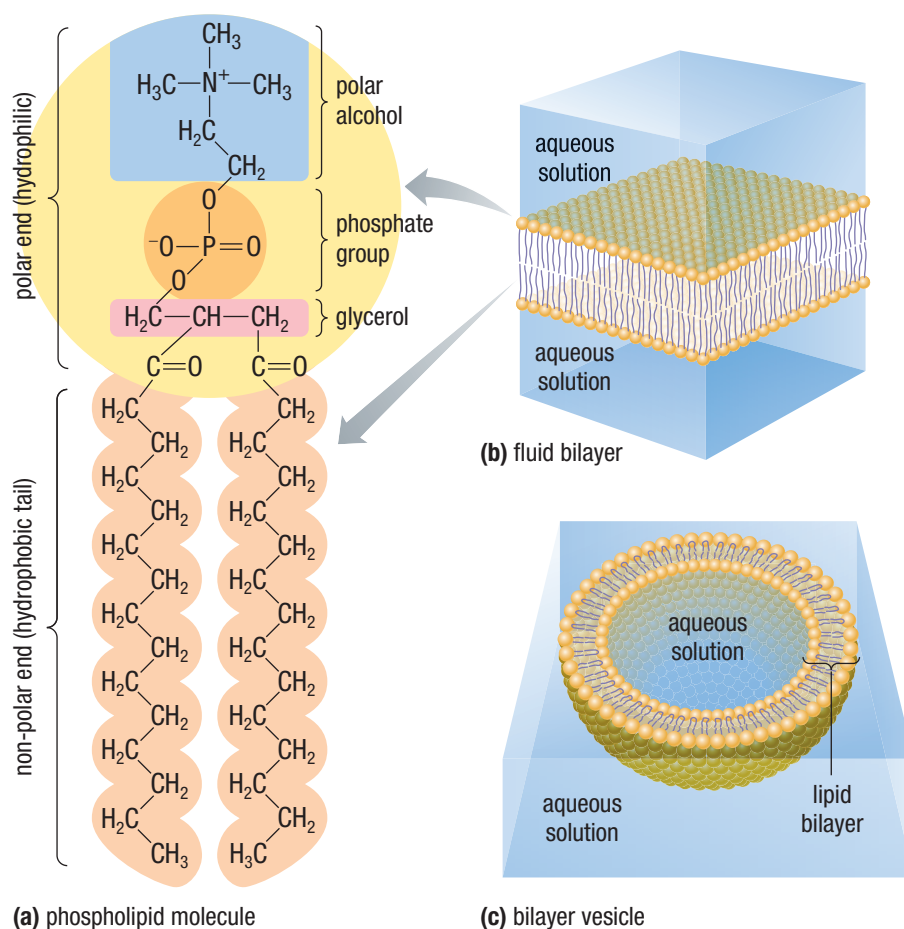 polar end (hydrophilic)
CH₃
H₃C—N⁺—CH₃
H₂C
CH₂
polar
alcohol
O
⁻O—P=O
O
phosphate
group
H₂C—CH—CH₂
glycerol
C=O C=O
non-polar end (hydrophobic tail)
H₂C CH₂
CH₂ H₂C
H₂C CH₂
CH₂ H₂C
H₂C CH₂
CH₂ H₂C
H₂C CH₂
CH₂ H₂C
H₂C CH₂
CH₂ H₂C
H₂C CH₂
CH₂ H₂C
H₂C CH₂
CH₃ H₃C
(a) phospholipid molecule
aqueous
solution
aqueous
solution
(b) fluid bilayer
aqueous
solution
aqueous
solution
lipid
bilayer
(c) bilayer vesicle